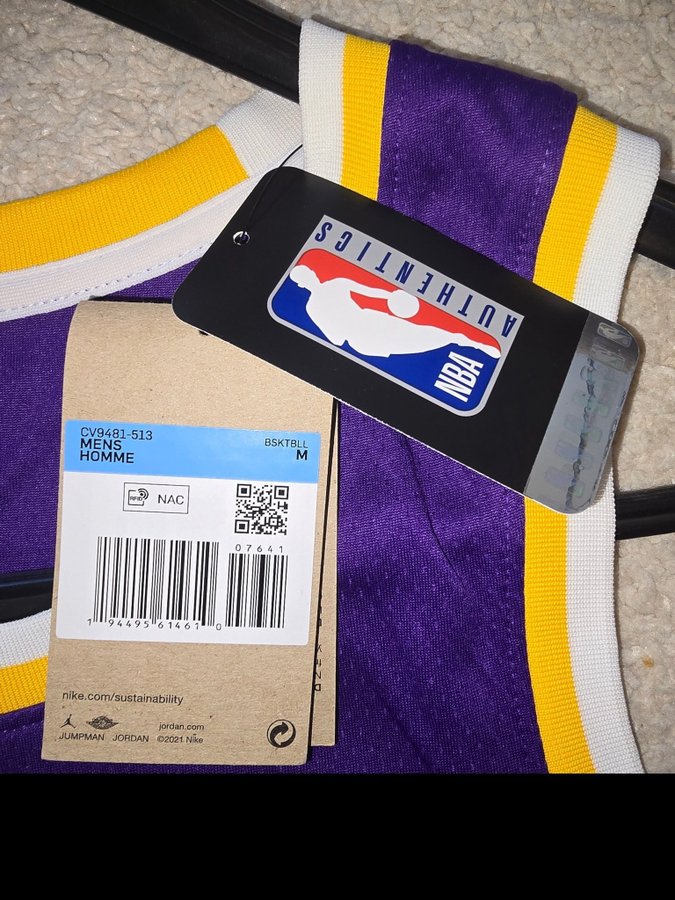 AUTHENTICS
NBA
CV9481-513
MENS
HOMME
BSKTBLL
M
RFID
NAC
07641
1 94495 61461 0
nike.com/sustainability
jordan.com
JUMPMAN JORDAN ©2021 Nike